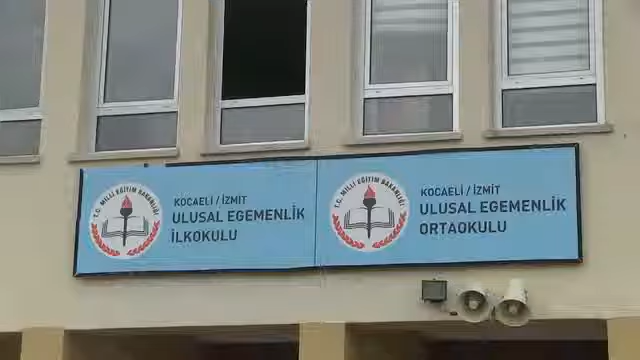 T.C. MİLLİ EĞİTİM BAKANLIĞI
KOCAELİ / İZMİT
ULUSAL EGEMENLİK
İLKOKULU
T.C. MİLLİ EĞİTİM BAKANLIĞI
KOCAELİ / İZMİT
ULUSAL EGEMENLİK
ORTAOKULU